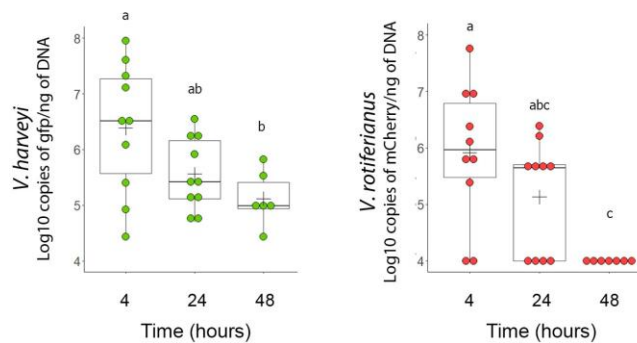 V. harveyi
Log10 copies of gfp/ng of DNA
8
7
6
5
4
a
ab
b
4 24 48
Time (hours)
V. rotiferianus
Log10 copies of mCherry/ng of DNA
8
7
6
5
4
a
abc
c
4 24 48
Time (hours)